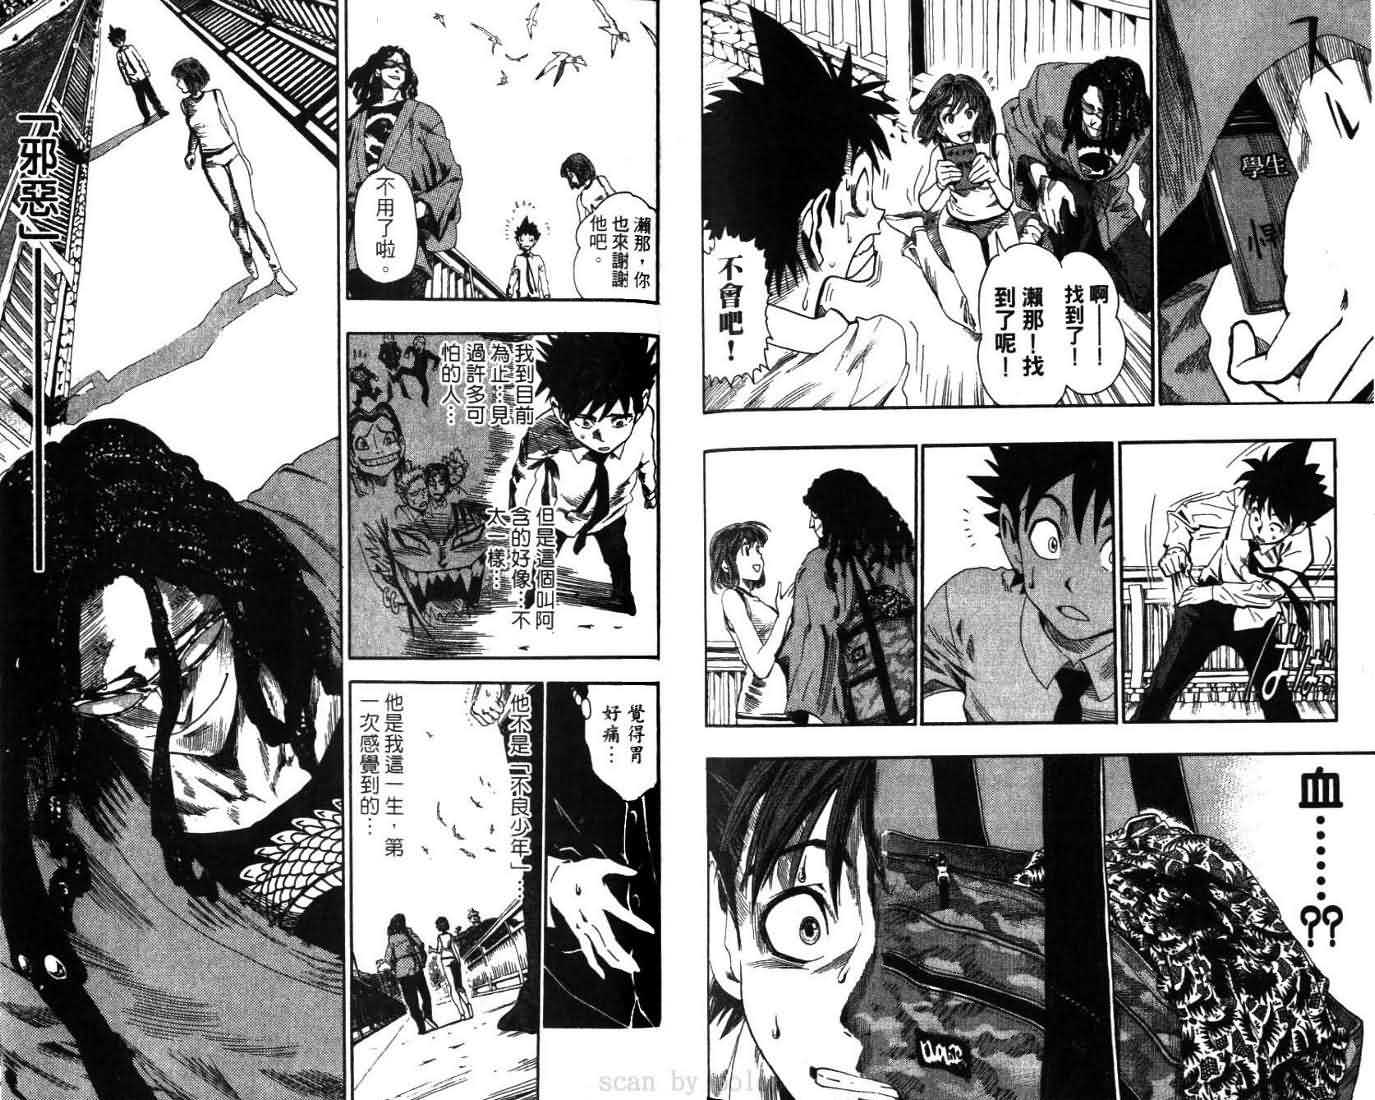 學生
啊——！
找到了！
瀨那！找
到了呢！
不會吧！
血………??
瀨那，你
也來謝謝
他吧。
不用了啦。
我到目前
為止…見
過許多可
怕的人…
但是這個叫阿
含的好像…不
太一樣…
覺得胃
好痛…
他不是「不良少年」…
他是我這一生，第
一次感覺到的…
「邪惡」——
scan by